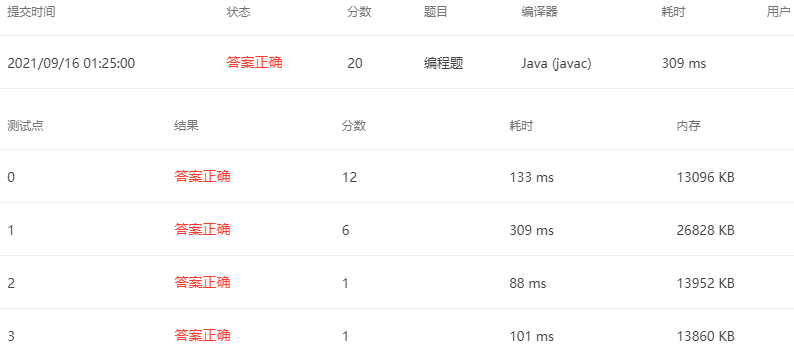 提交时间 状态 分数 题目 编译器 耗时 用户
2021/09/16 01:25:00 答案正确 20 编程题 Java (javac) 309 ms
测试点 结果 分数 耗时 内存
0 答案正确 12 133 ms 13096 KB
1 答案正确 6 309 ms 26828 KB
2 答案正确 1 88 ms 13952 KB
3 答案正确 1 101 ms 13860 KB